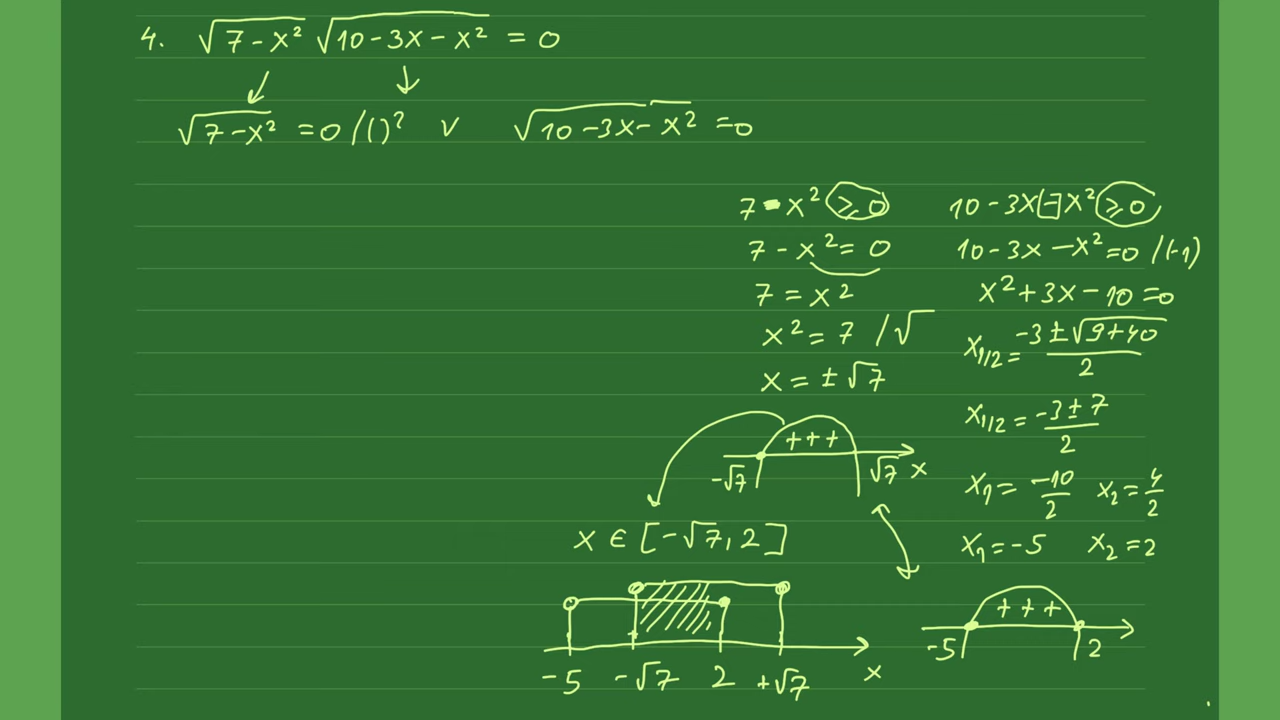 4. √(7-x²) √(10-3x-x²) = 0
√(7-x²) = 0 /()² v √(10-3x-x²) = 0
7-x² ≥ 0
7-x² = 0
7 = x²
x² = 7 /√
x = ±√7
+++
-√7 √7 x
10-3x-x² ≥ 0
10-3x-x² = 0 /(-1)
x²+3x-10 = 0
x1/2 = (-3±√(9+40))/2
x1/2 = (-3±7)/2
x₁ = -10/2 x₂ = 4/2
x₁ = -5 x₂ = 2
+++
-5 2
x ∈ [-√7, 2]
-5 -√7 2 +√7 x